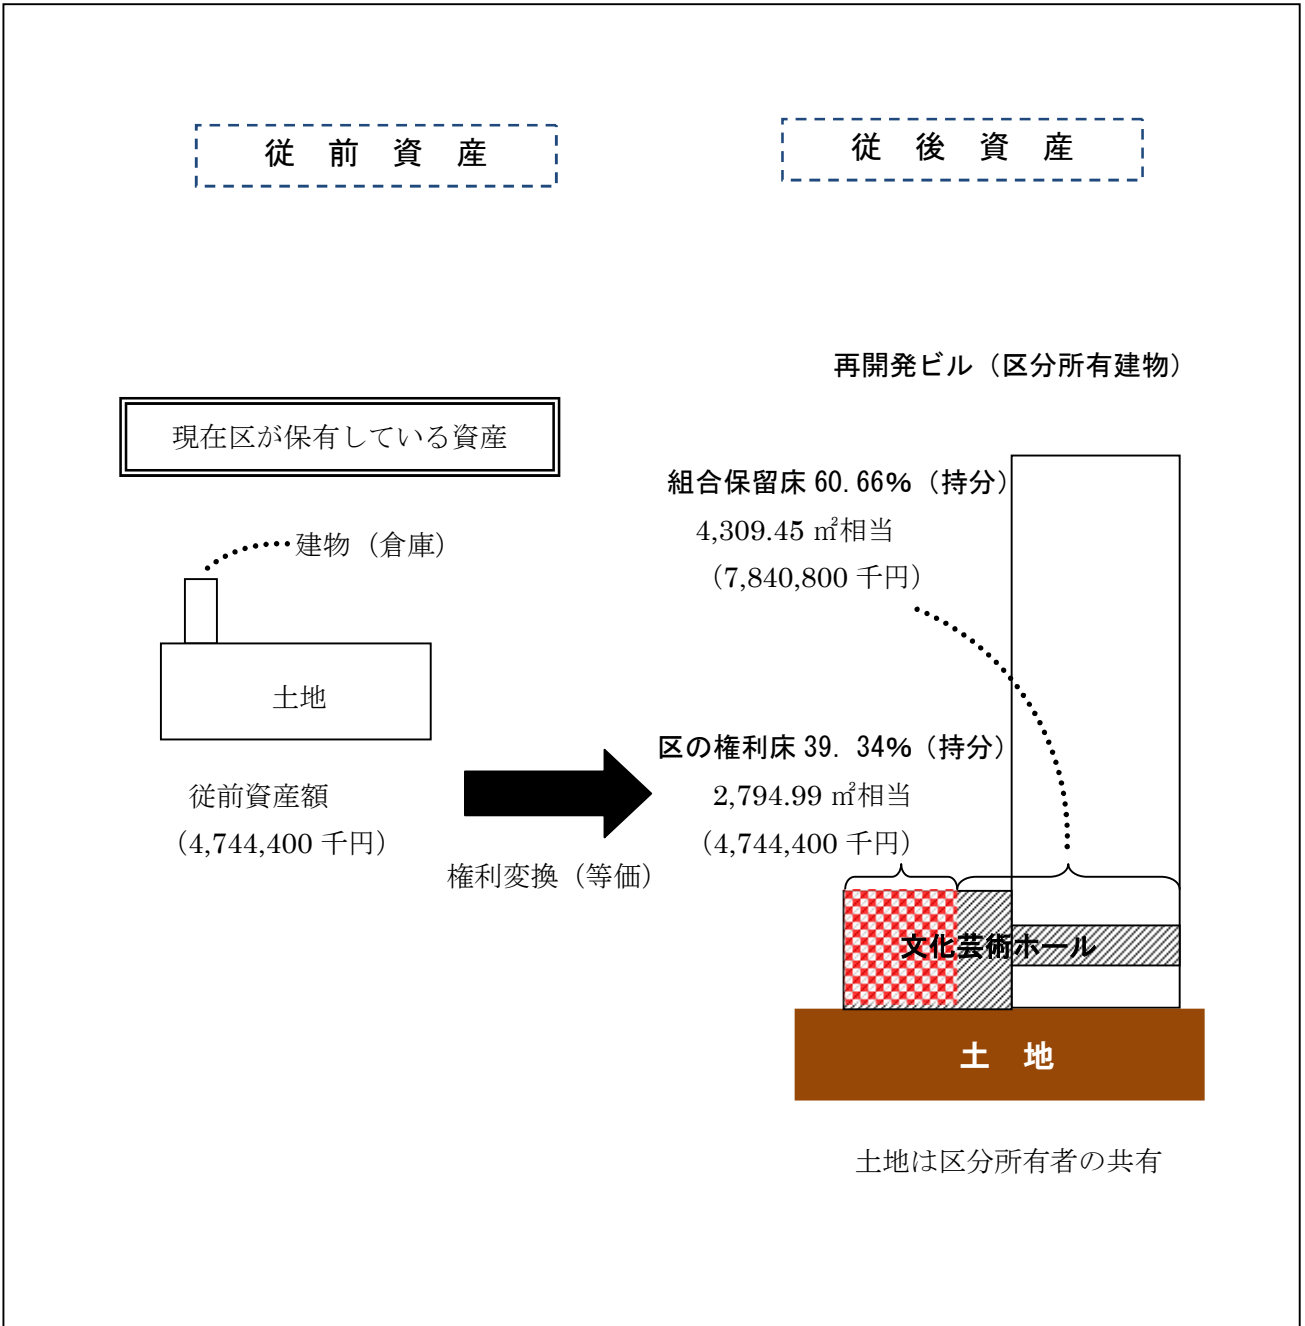 従 前 資 産
従 後 資 産
再開発ビル（区分所有建物）
現在区が保有している資産
組合保留床 60.66%（持分）
4,309.45 ㎡相当
（7,840,800 千円）
建物（倉庫）
土地
区の権利床 39. 34%（持分）
2,794.99 ㎡相当
（4,744,400 千円）
従前資産額
（4,744,400 千円）
権利変換（等価）
文化芸術ホール
土 地
土地は区分所有者の共有